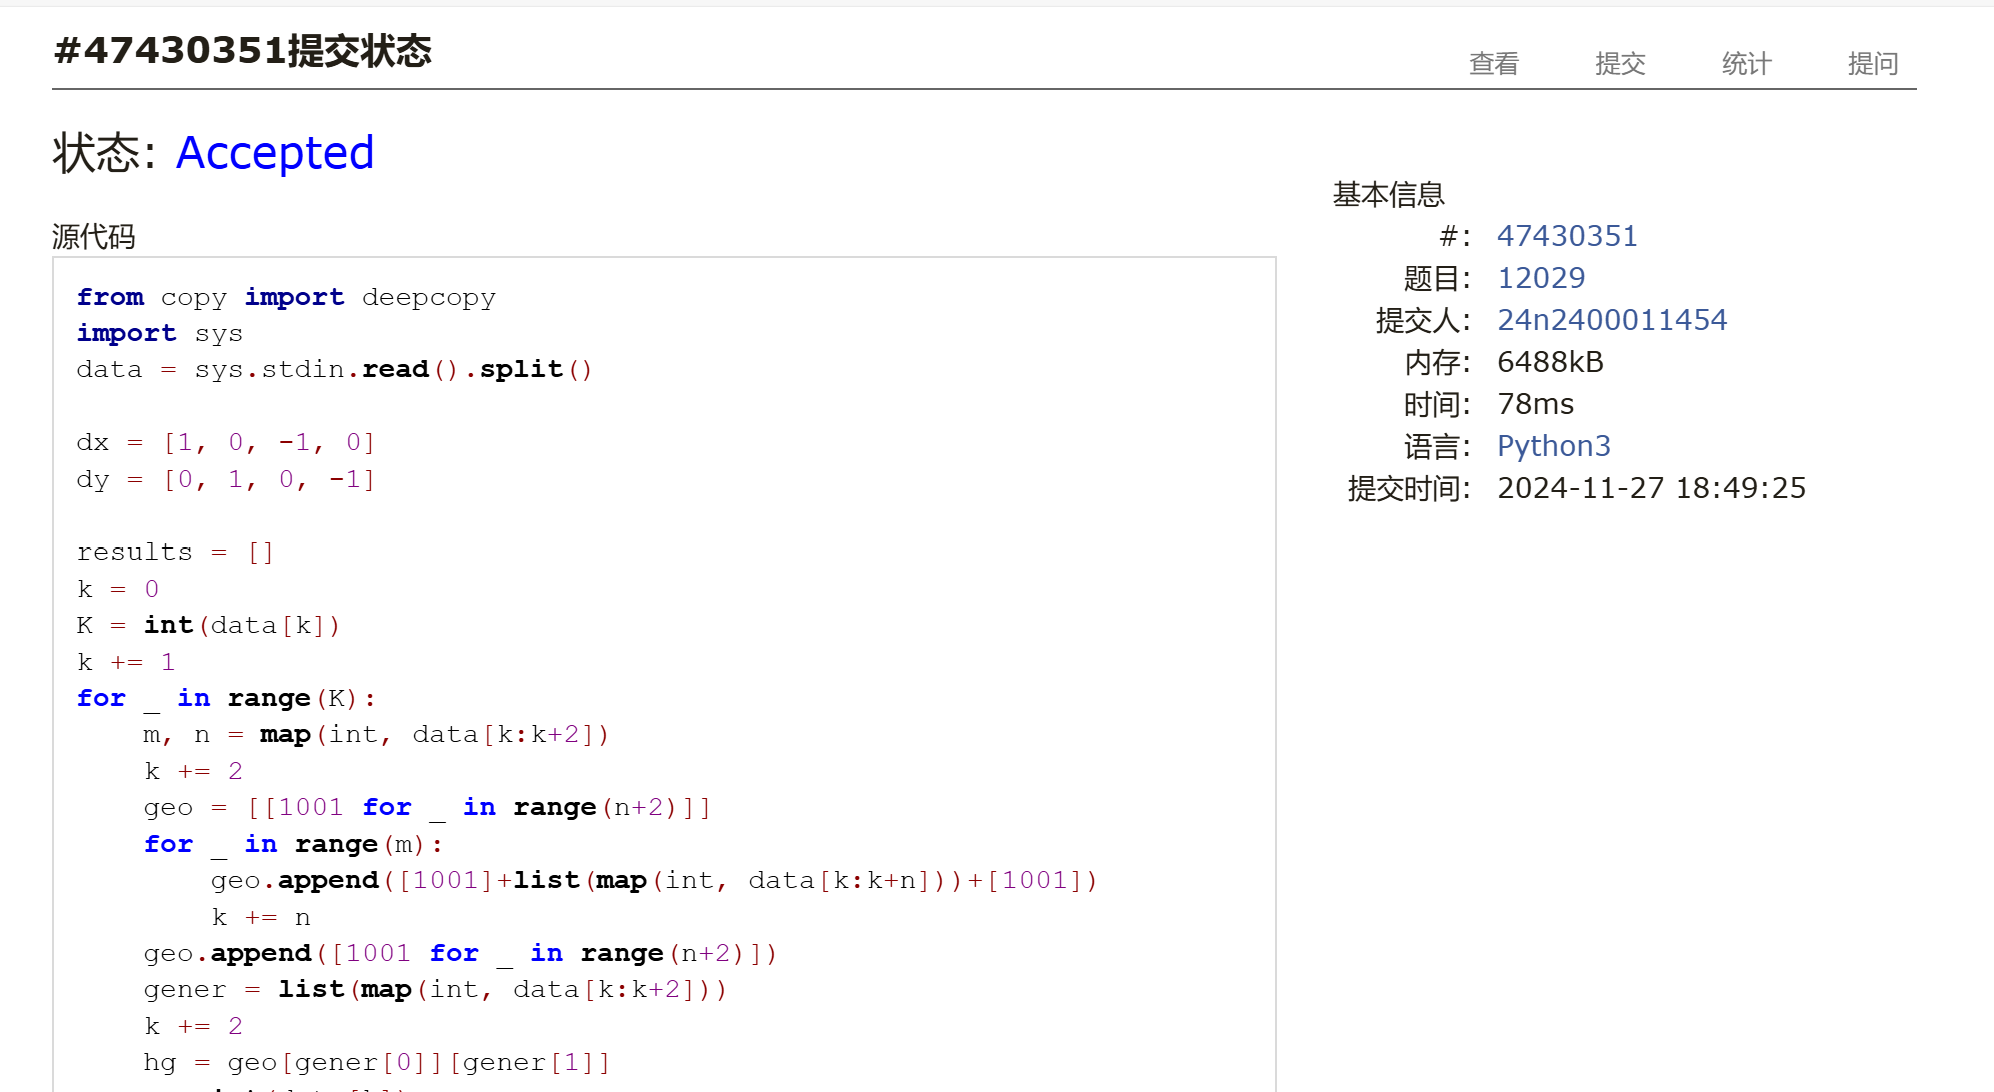 #47430351提交状态
查看 提交 统计 提问
状态: Accepted
源代码
from copy import deepcopy
import sys
data = sys.stdin.read().split()
dx = [1, 0, -1, 0]
dy = [0, 1, 0, -1]
results = []
k = 0
K = int(data[k])
k += 1
for _ in range(K):
    m, n = map(int, data[k:k+2])
    k += 2
    geo = [[1001 for _ in range(n+2)]]
    for _ in range(m):
        geo.append([1001]+list(map(int, data[k:k+n]))+[1001])
        k += n
    geo.append([1001 for _ in range(n+2)])
    gener = list(map(int, data[k:k+2]))
    k += 2
    hg = geo[gener[0]][gener[1]]
基本信息
#: 47430351
题目: 12029
提交人: 24n2400011454
内存: 6488kB
时间: 78ms
语言: Python3
提交时间: 2024-11-27 18:49:25